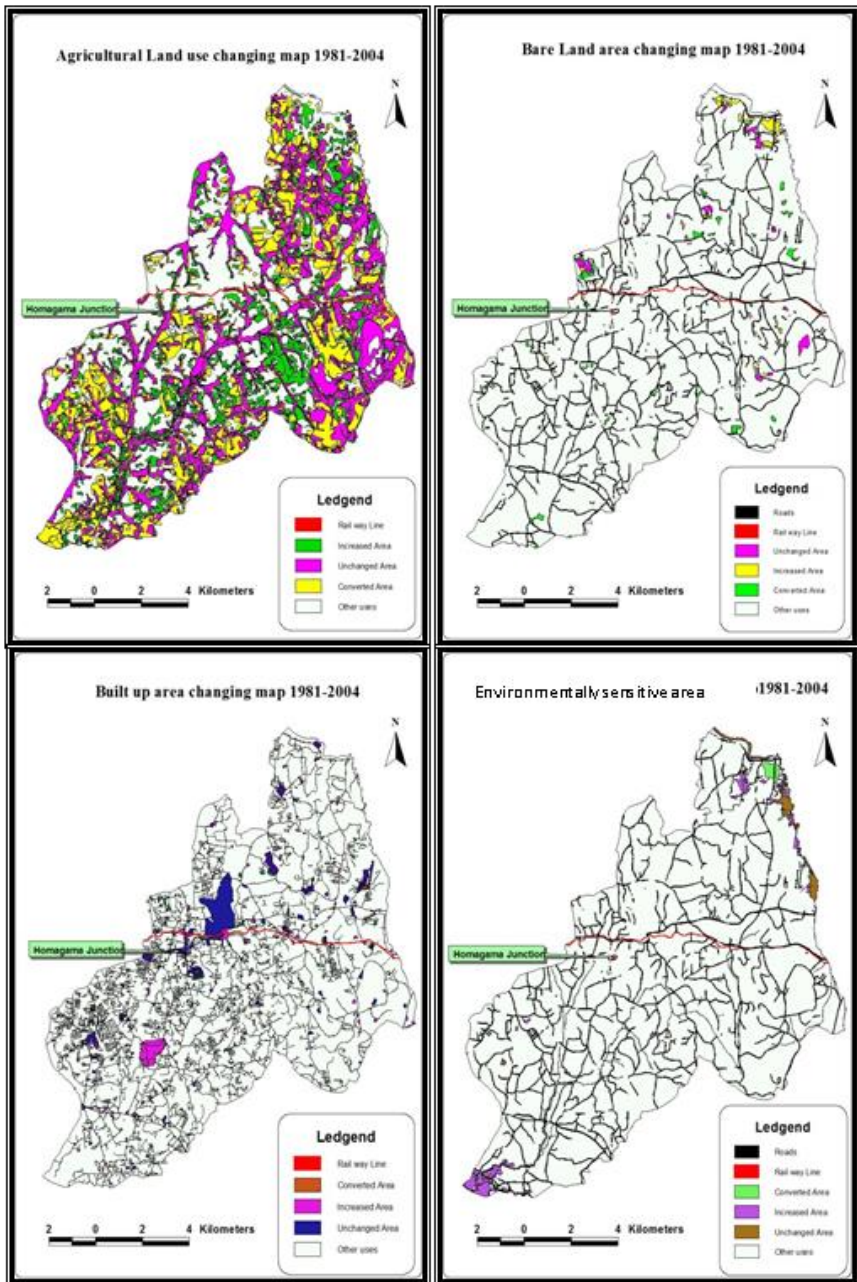 Agricultural Land use changing map 1981-2004
N
Homagama Junction
Ledgend
Rail way Line
Increased Area
Unchanged Area
Converted Area
Other uses
2 0 2 4 Kilometers
Bare Land area changing map 1981-2004
N
Homagama Junction
Ledgend
Roads
Rail way Line
Unchanged Area
Increased Area
Converted Area
Other uses
2 0 2 4 Kilometers
Built up area changing map 1981-2004
N
Homagama Junction
Ledgend
Rail way Line
Converted Area
Increased Area
Unchanged Area
Other uses
2 0 2 4 Kilometers
Environmentally sensitive area 1981-2004
N
Homagama Junction
Ledgend
Roads
Rail way Line
Converted Area
Increased Area
Unchanged Area
Other uses
2 0 2 4 Kilometers